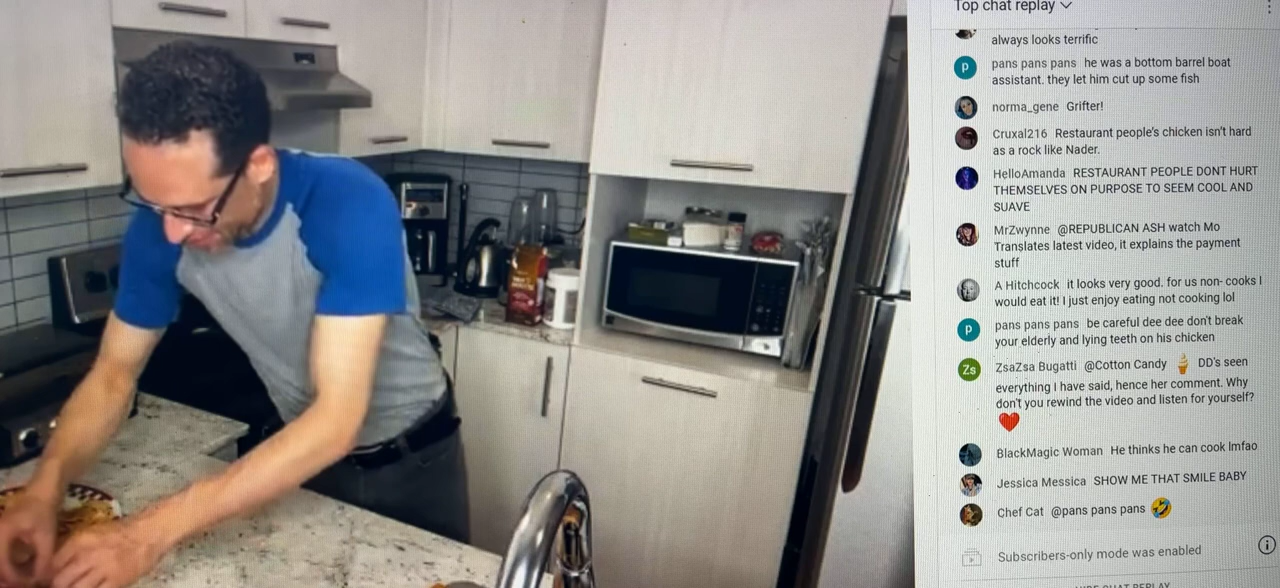 Top chat replay
always looks terrific
pans pans pans he was a bottom barrel boat
assistant. they let him cut up some fish
norma_gene Grifter!
Cruxal216 Restaurant people's chicken isn't hard
as a rock like Nader.
HelloAmanda RESTAURANT PEOPLE DONT HURT
THEMSELVES ON PURPOSE TO SEEM COOL AND
SUAVE
MrZwynne @REPUBLICAN ASH watch Mo
Translates latest video, it explains the payment
stuff
A Hitchcock it looks very good. for us non- cooks I
would eat it! I just enjoy eating not cooking lol
pans pans pans be careful dee dee don't break
your elderly and lying teeth on his chicken
ZsaZsa Bugatti @Cotton Candy 🍦 DD's seen
everything I have said, hence her comment. Why
don't you rewind the video and listen for yourself?
❤️
BlackMagic Woman He thinks he can cook lmfao
Jessica Messica SHOW ME THAT SMILE BABY
Chef Cat @pans pans pans 🤣
Subscribers-only mode was enabled
HIDE CHAT REPLAY